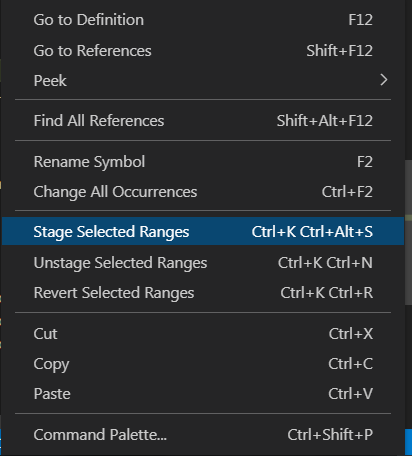 Go to Definition F12
Go to References Shift+F12
Peek
Find All References Shift+Alt+F12
Rename Symbol F2
Change All Occurrences Ctrl+F2
Stage Selected Ranges Ctrl+K Ctrl+Alt+S
Unstage Selected Ranges Ctrl+K Ctrl+N
Revert Selected Ranges Ctrl+K Ctrl+R
Cut Ctrl+X
Copy Ctrl+C
Paste Ctrl+V
Command Palette... Ctrl+Shift+P